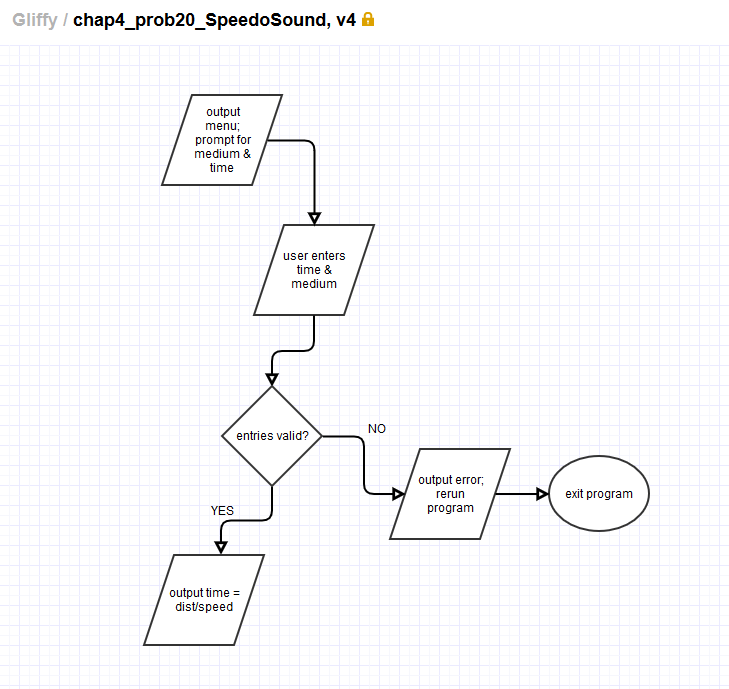 Gliffy / chap4_prob20_SpeedoSound, v4
output
menu;
prompt for
medium &
time
user enters
time &
medium
entries valid?
NO
output error;
rerun
program
exit program
YES
output time =
dist/speed